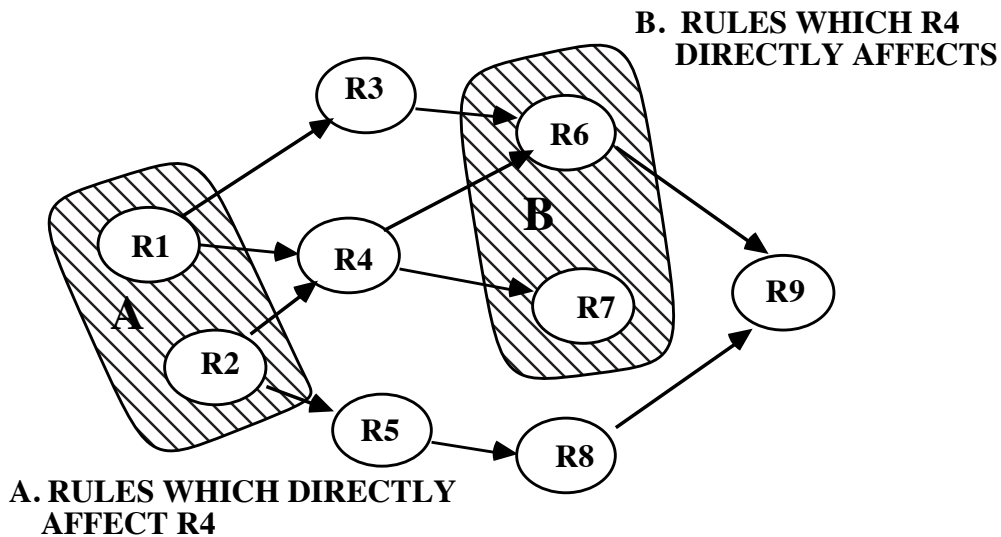 B. RULES WHICH R4
DIRECTLY AFFECTS
R3
R6
B
R1
R4
R9
A
R7
R2
R5
R8
A. RULES WHICH DIRECTLY
AFFECT R4